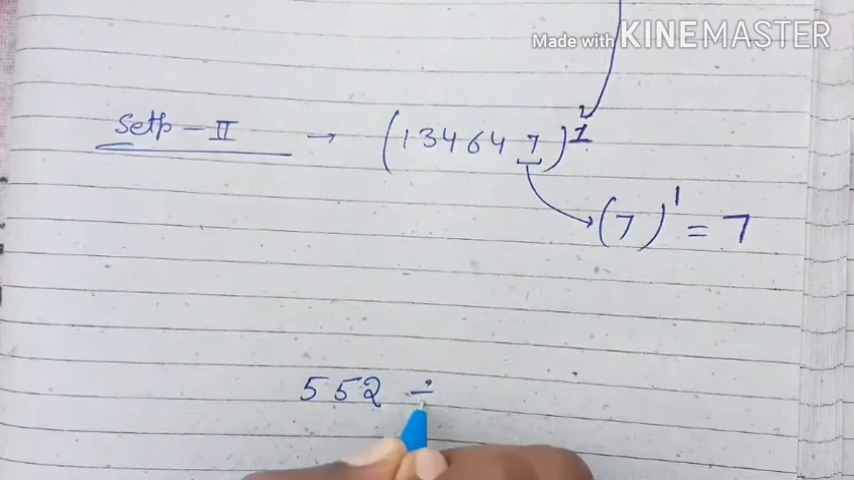 Made with KINEMASTER
Setp - II → (134647)¹
(7)¹ = 7
552 ÷